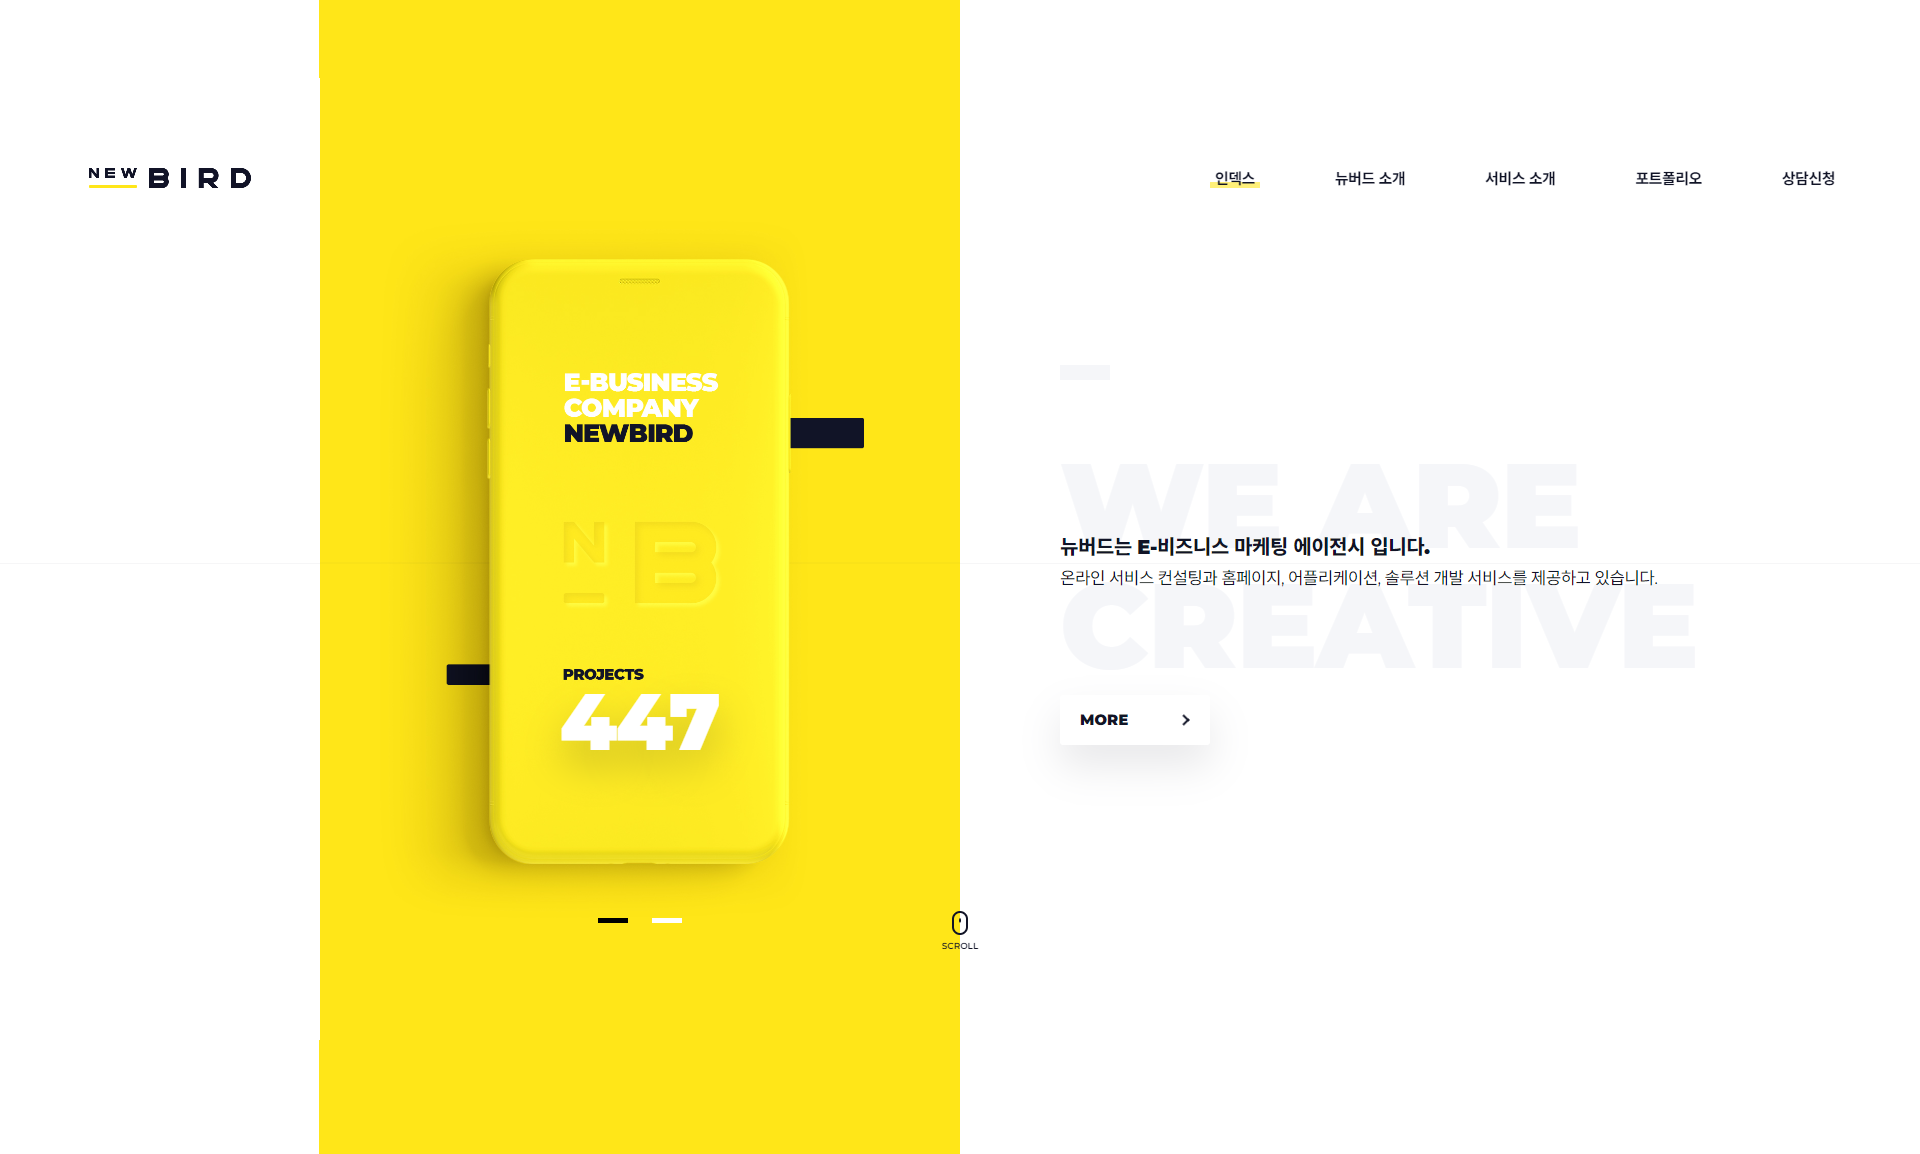 NEW BIRD
인덱스 뉴버드 소개 서비스 소개 포트폴리오 상담신청
E-BUSINESS
COMPANY
NEWBIRD
N B
PROJECTS
447
WE ARE
CREATIVE
뉴버드는 E-비즈니스 마케팅 에이전시 입니다.
온라인 서비스 컨설팅과 홈페이지, 어플리케이션, 솔루션 개발 서비스를 제공하고 있습니다.
MORE
SCROLL